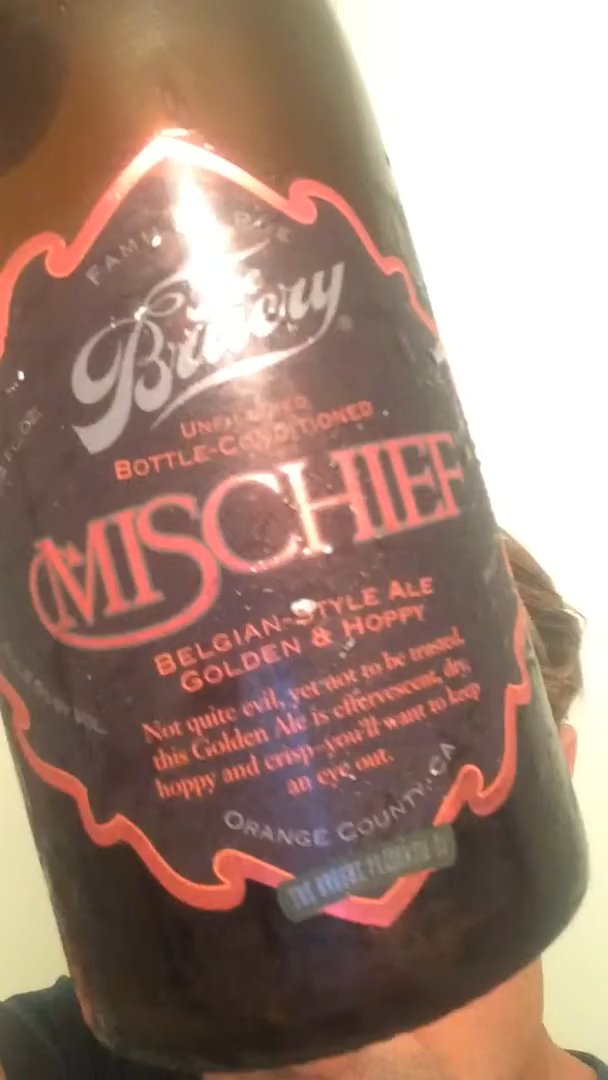 The
Bruery
UNFILTERED
BOTTLE-CONDITIONED
MISCHIEF
BELGIAN-STYLE ALE
GOLDEN & HOPPY
Not quite evil, yet not to be trusted,
this Golden Ale is effervescent, dry,
hoppy and crisp-you'll want to keep
an eye out.
ORANGE COUNTY, CA